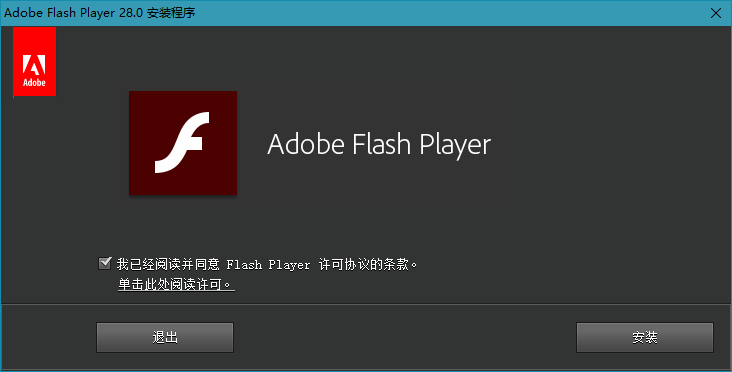 Adobe Flash Player 28.0 安装程序
Adobe
Adobe Flash Player
我已经阅读并同意 Flash Player 许可协议的条款。
单击此处阅读许可。
退出
安装